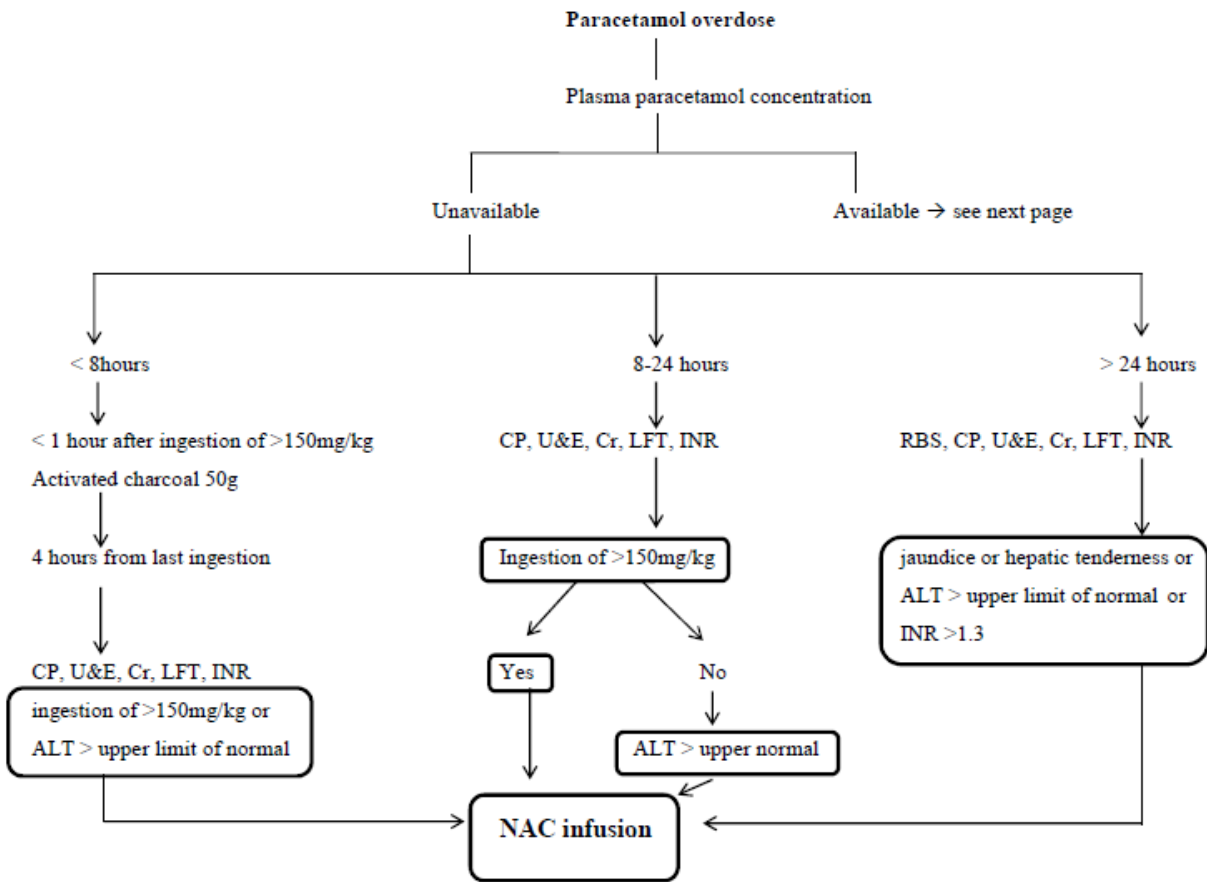 Paracetamol overdose
Plasma paracetamol concentration
Unavailable
Available → see next page
< 8hours
8-24 hours
> 24 hours
< 1 hour after ingestion of >150mg/kg
Activated charcoal 50g
CP, U&E, Cr, LFT, INR
RBS, CP, U&E, Cr, LFT, INR
4 hours from last ingestion
Ingestion of >150mg/kg
jaundice or hepatic tenderness or
ALT > upper limit of normal or
INR >1.3
CP, U&E, Cr, LFT, INR
Yes
No
ingestion of >150mg/kg or
ALT > upper limit of normal
ALT > upper normal
NAC infusion